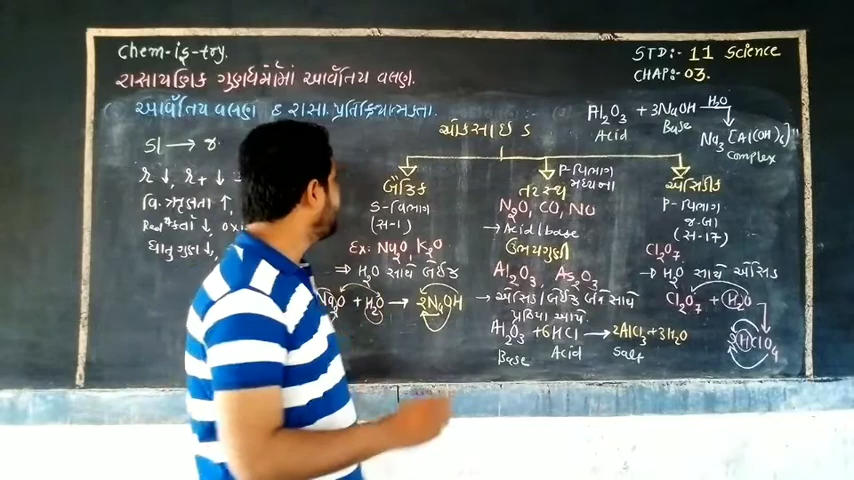 Chem-is-try.
STD:- 11 Science
CHAP:- 03.
રાસાયણિક ગુણધર્મોમાં આવર્તિય વલણ.
આવર્તિય વલણ & રાસા. પ્રતિક્રિયાત્મકતા.
ડા → જ
વિ. ઋણતા ↑,
ધાતુ ગુણ ↓,
ઓક્સાઇડ
બેઝિક
S-વિભાગ
(સ-1)
Ex: Na2O, K2O
⇒ H2O સાથે બેઇઝ
Na2O + H2O → 2NaOH
તટસ્થ
P-વિભાગ
મધ્યના
N2O, CO, NO
→ Acid/base
ઉભયગુણી
Al2O3, As2O3
→ એસિડ/બેઇઝ બંને સાથે
પ્રક્રિયા આપે
Al2O3 + 6HCl → 2AlCl3 + 3H2O
Base Acid Salt
એસિડીક
P-વિભાગ
જ.બા
(સ-17)
Cl2O7
→ H2O સાથે એસિડ
Cl2O7 + H2O
2HClO4
Al2O3 + 3NaOH H2O
Acid Base
Na3[Al(OH)6]
Complex